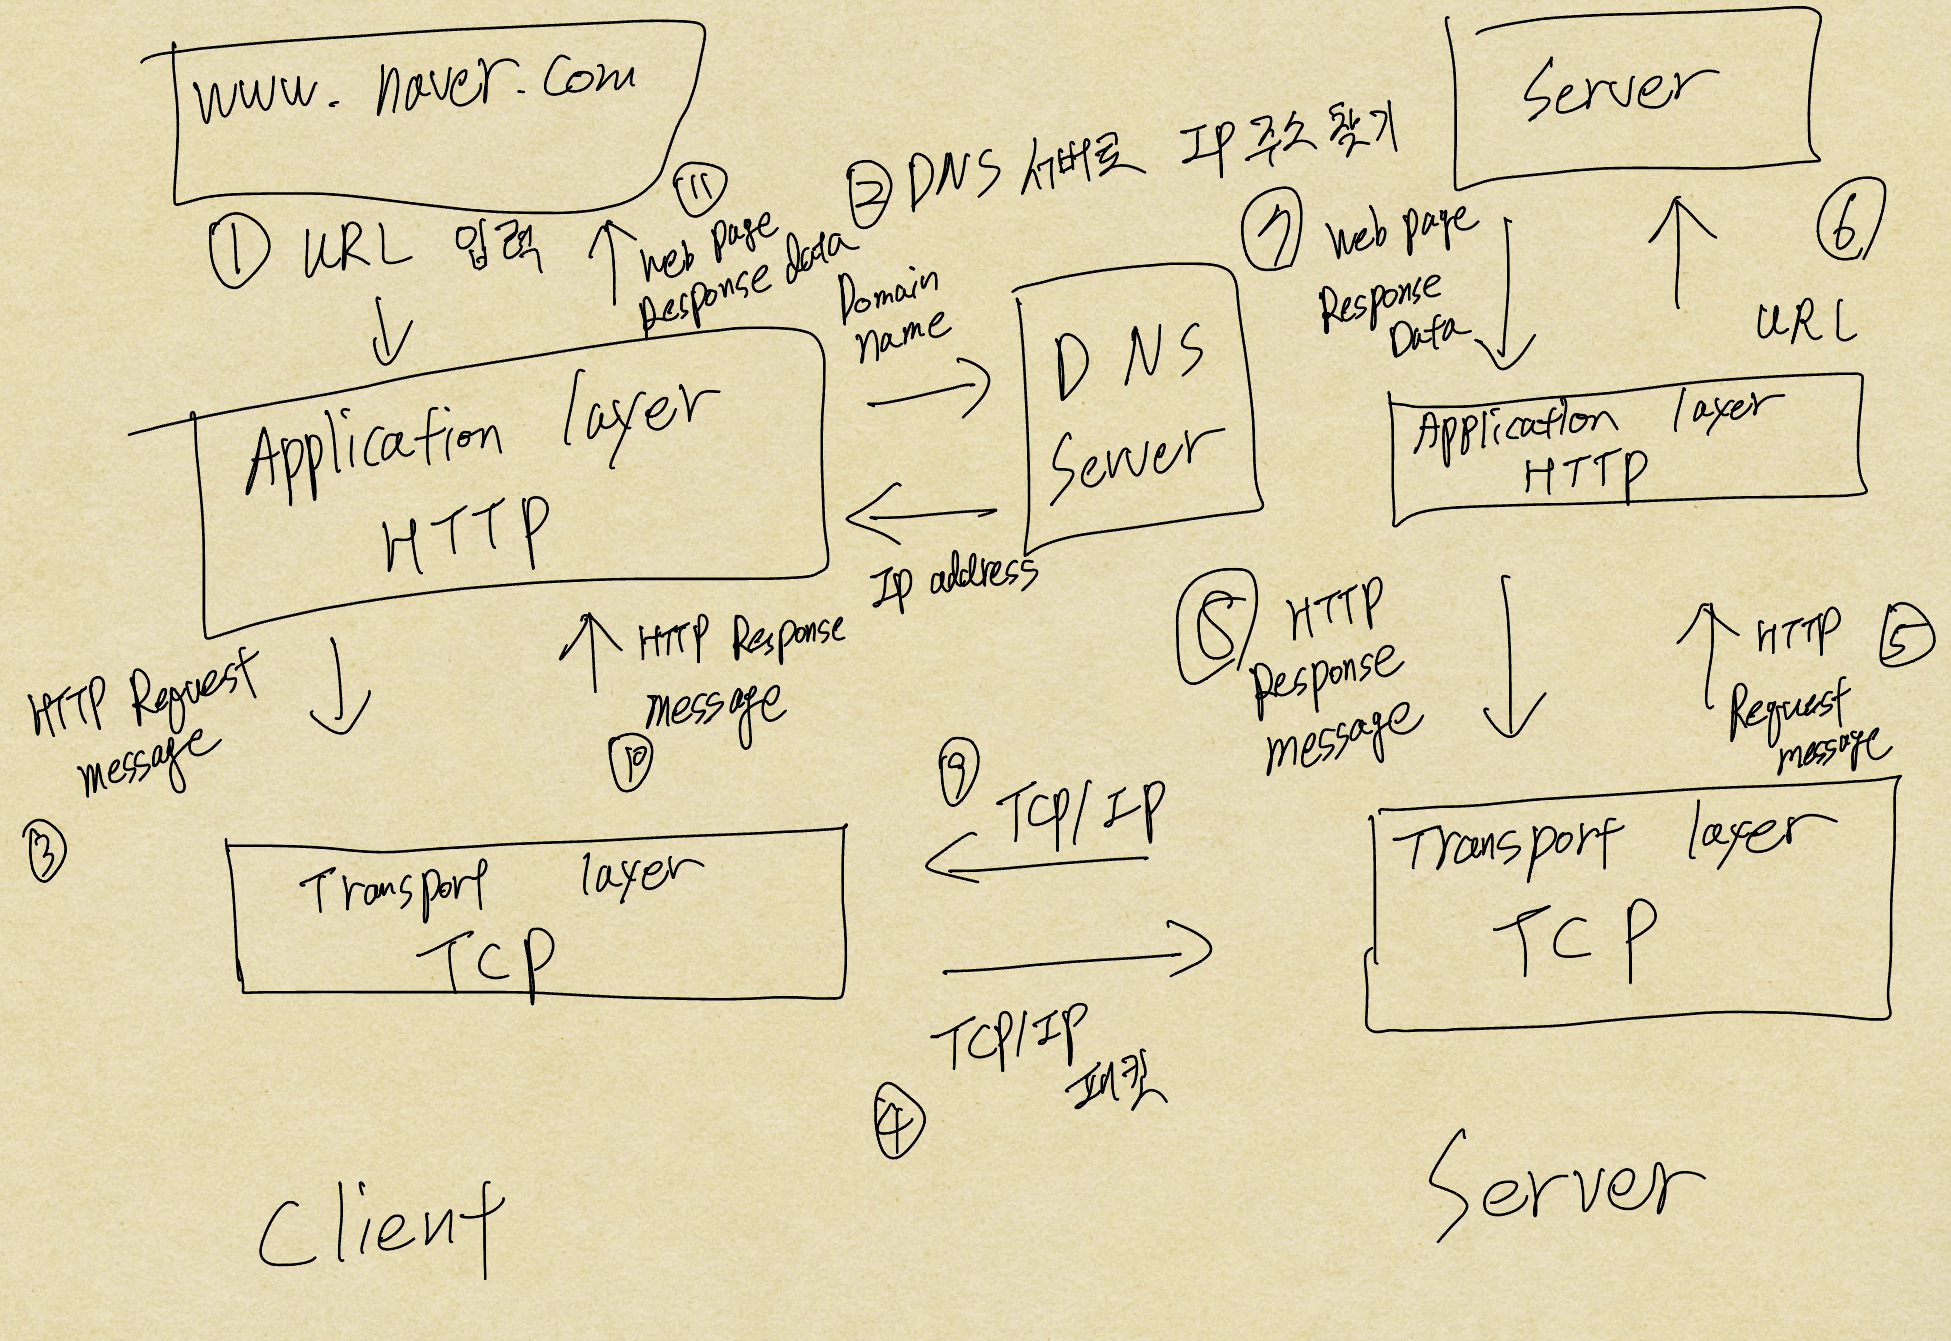 www.naver.com
① URL 입력
⑪
Web page
Response data
② DNS 서버로 IP 주소 찾기
Domain
name
DNS
Server
Ip address
Application layer
HTTP
HTTP Request
message
③
HTTP Response
message
⑩
Transport layer
TCP
⑨
TCP/IP
TCP/IP
패킷
④
Client
Server
⑦ Web page
Response
Data
⑥
URL
Application layer
HTTP
⑧ HTTP
Response
message
HTTP ⑤
Request
message
Transport layer
TCP
Server